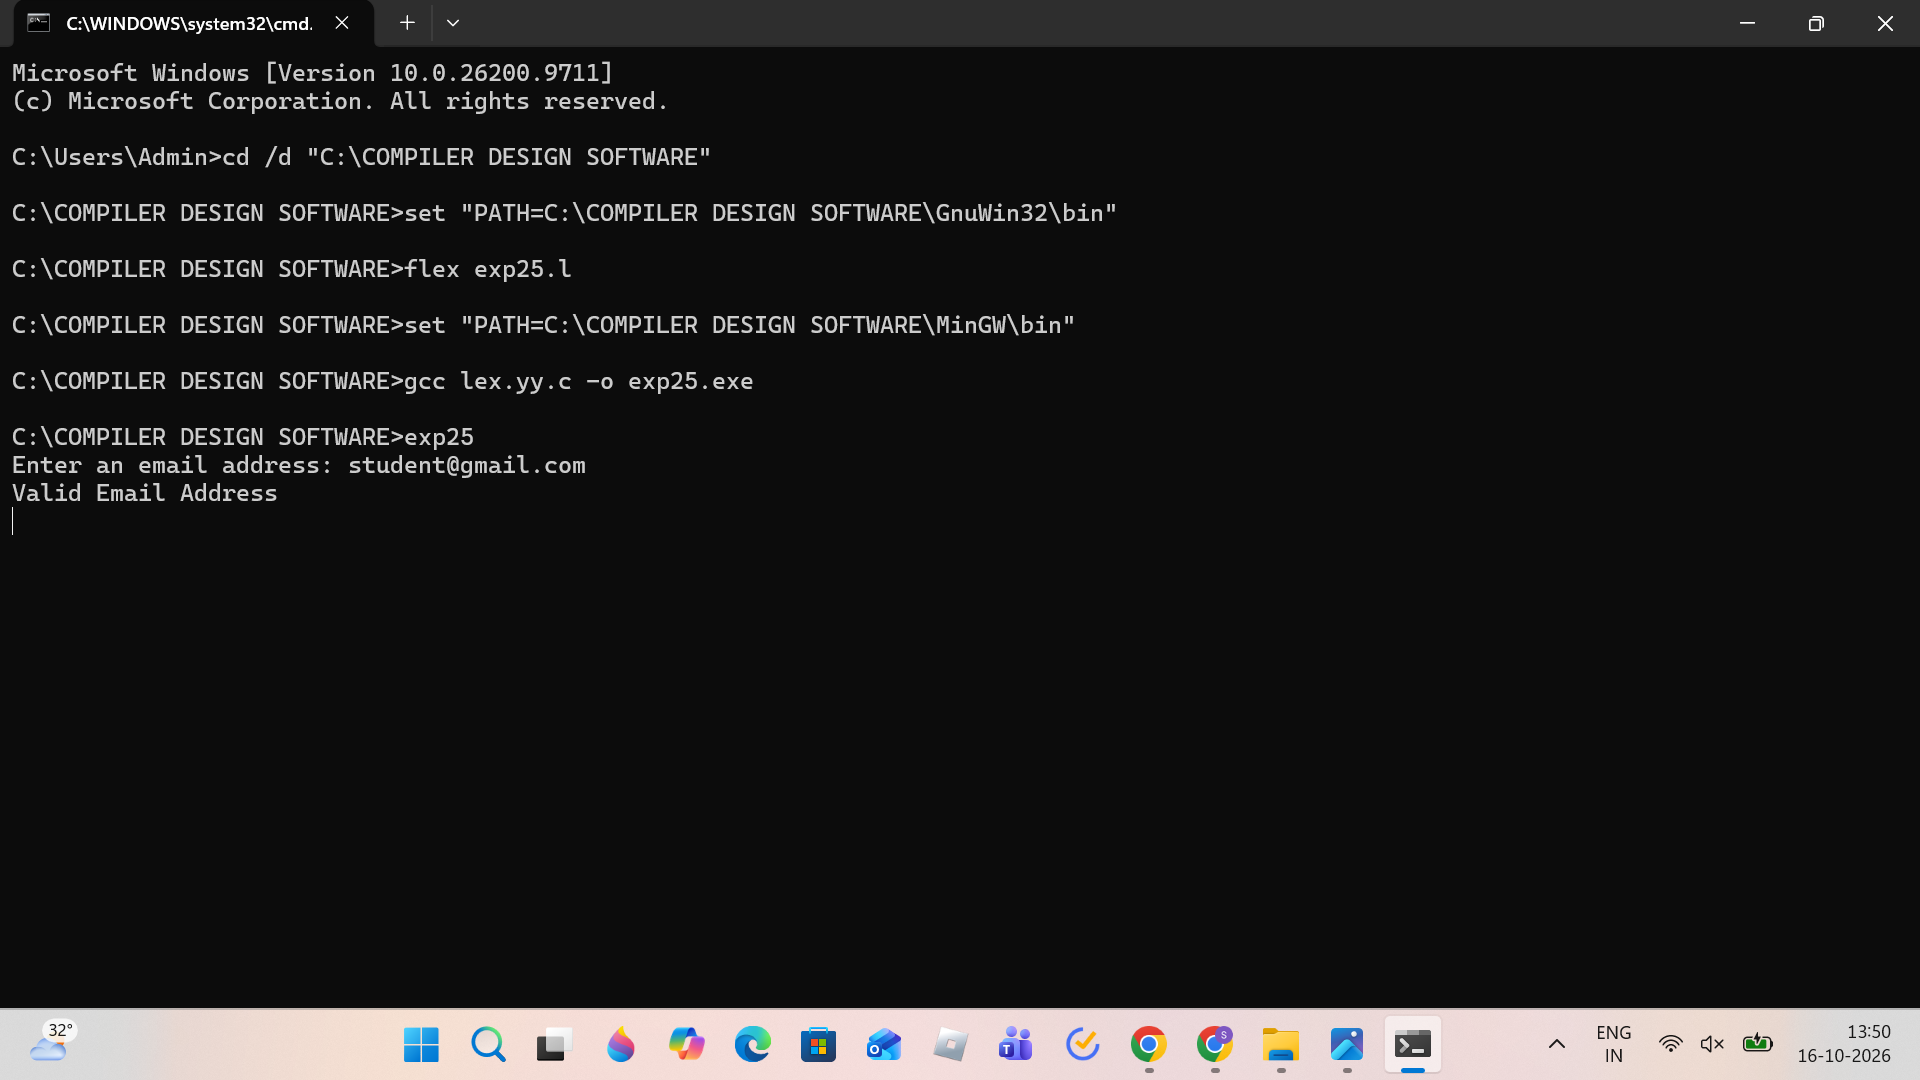 C:\WINDOWS\system32\cmd.
Microsoft Windows [Version 10.0.26200.9711]
(c) Microsoft Corporation. All rights reserved.
C:\Users\Admin>cd /d "C:\COMPILER DESIGN SOFTWARE"
C:\COMPILER DESIGN SOFTWARE>set "PATH=C:\COMPILER DESIGN SOFTWARE\GnuWin32\bin"
C:\COMPILER DESIGN SOFTWARE>flex exp25.l
C:\COMPILER DESIGN SOFTWARE>set "PATH=C:\COMPILER DESIGN SOFTWARE\MinGW\bin"
C:\COMPILER DESIGN SOFTWARE>gcc lex.yy.c -o exp25.exe
C:\COMPILER DESIGN SOFTWARE>exp25
Enter an email address: student@gmail.com
Valid Email Address
32°
ENG
IN
13:50
16-10-2026